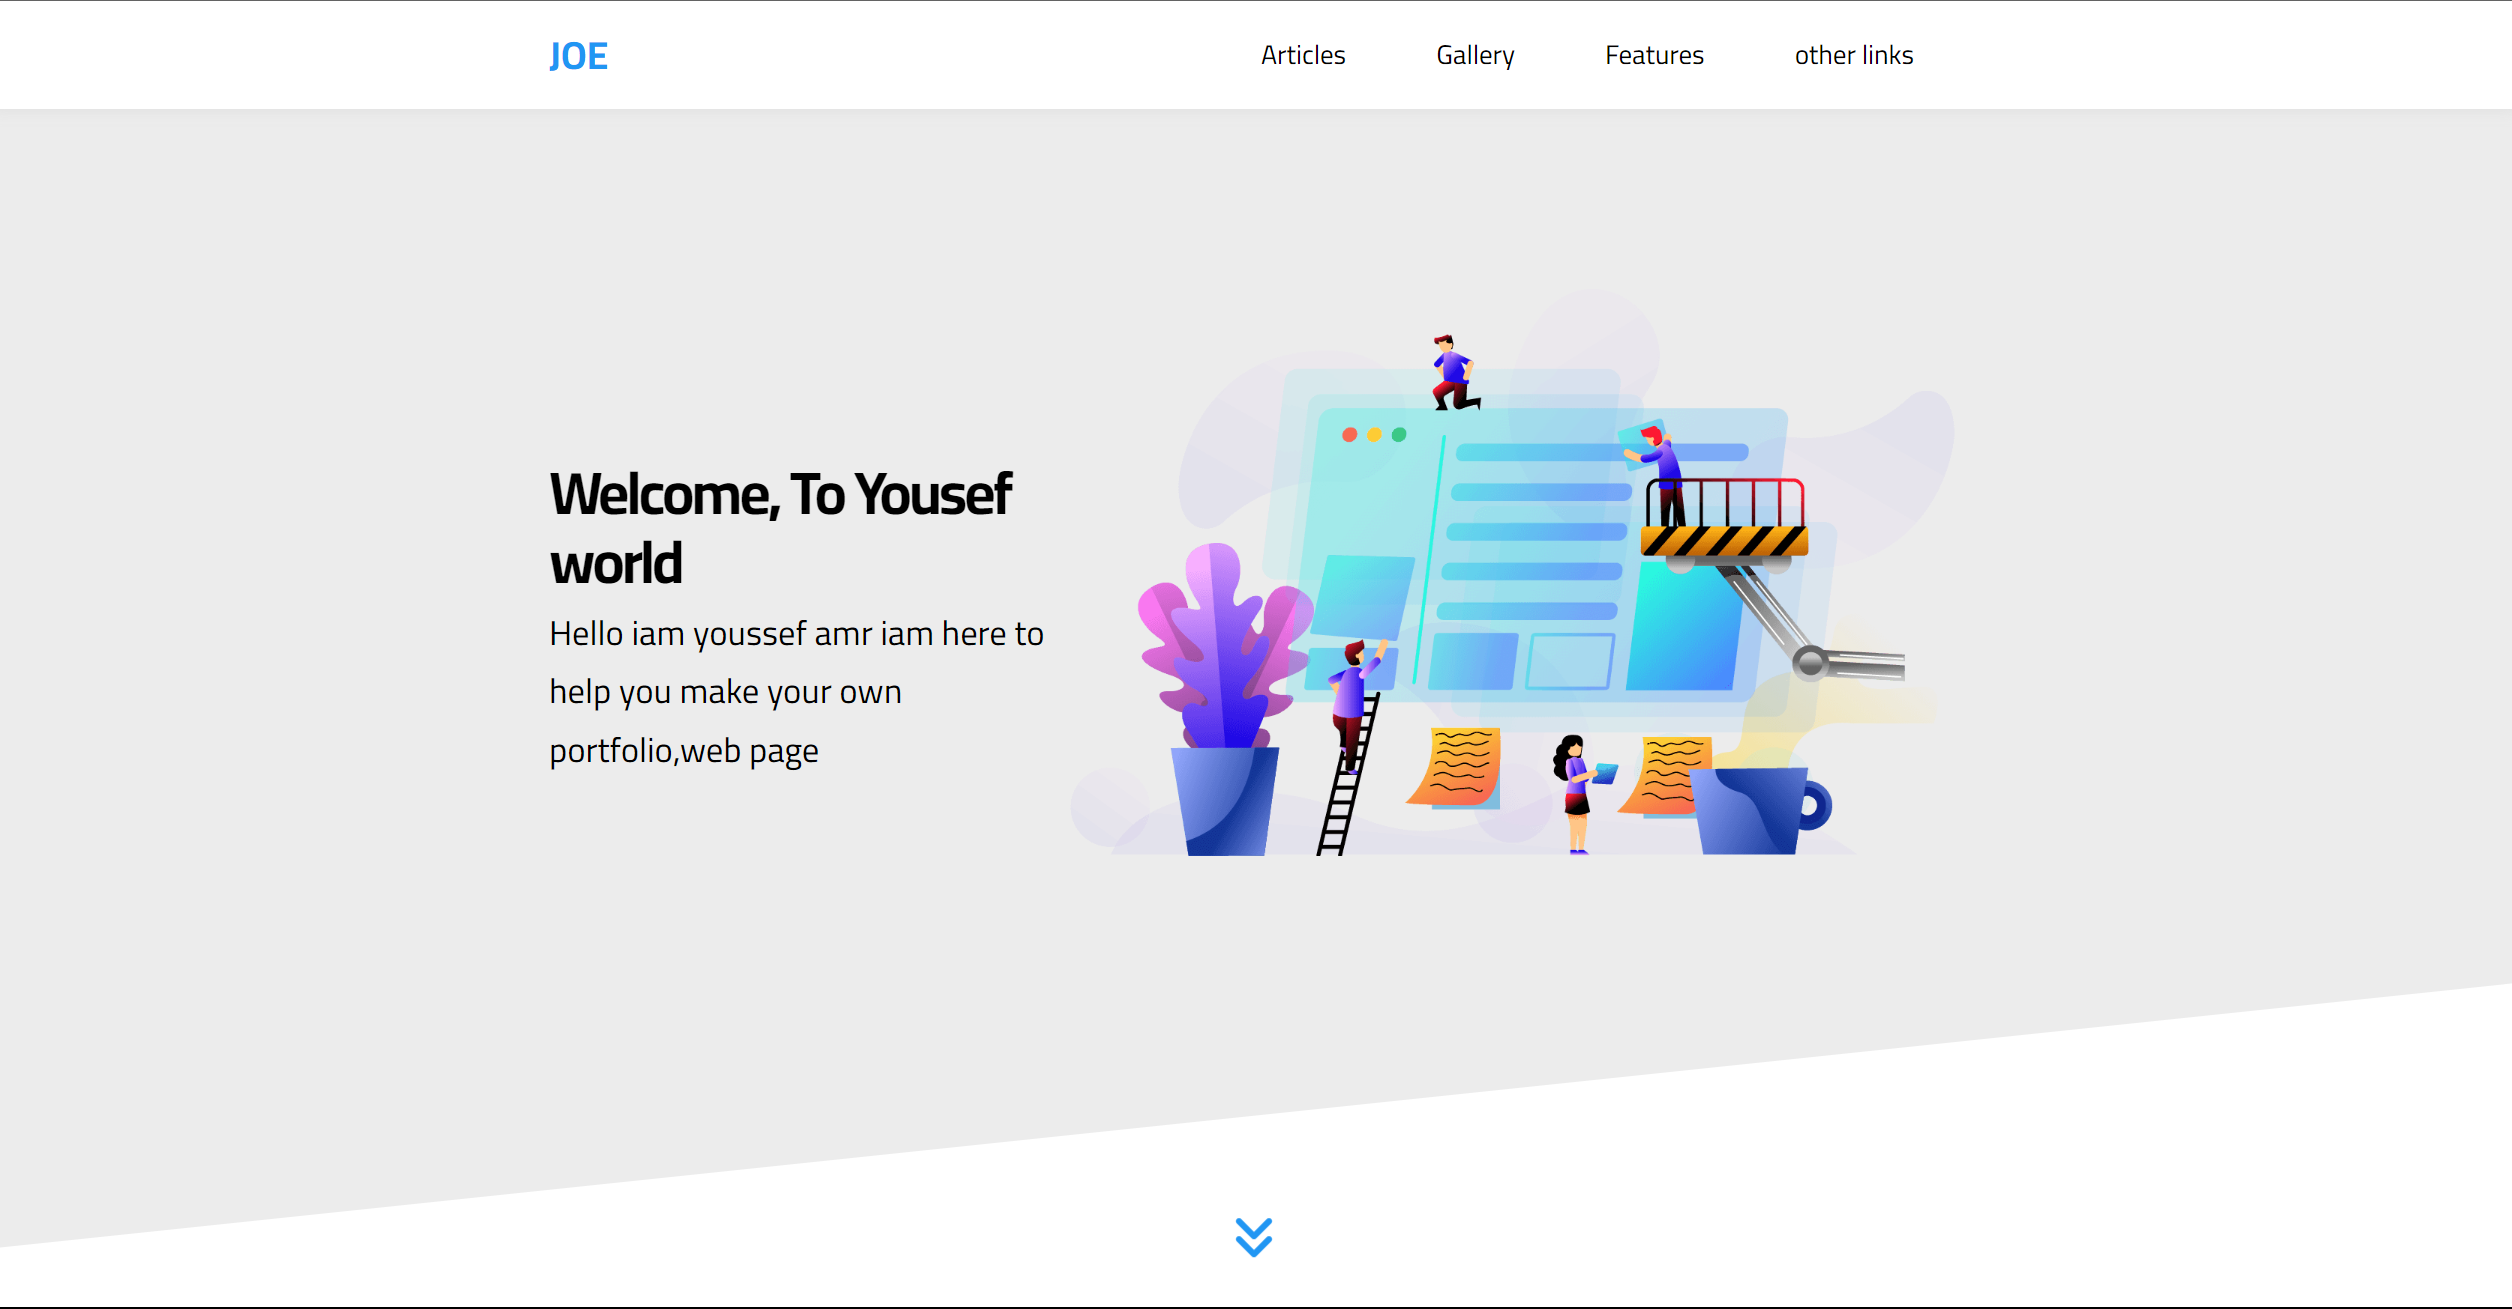 JOE
Articles
Gallery
Features
other links
Welcome, To Yousef
world
Hello iam youssef amr iam here to
help you make your own
portfolio,web page